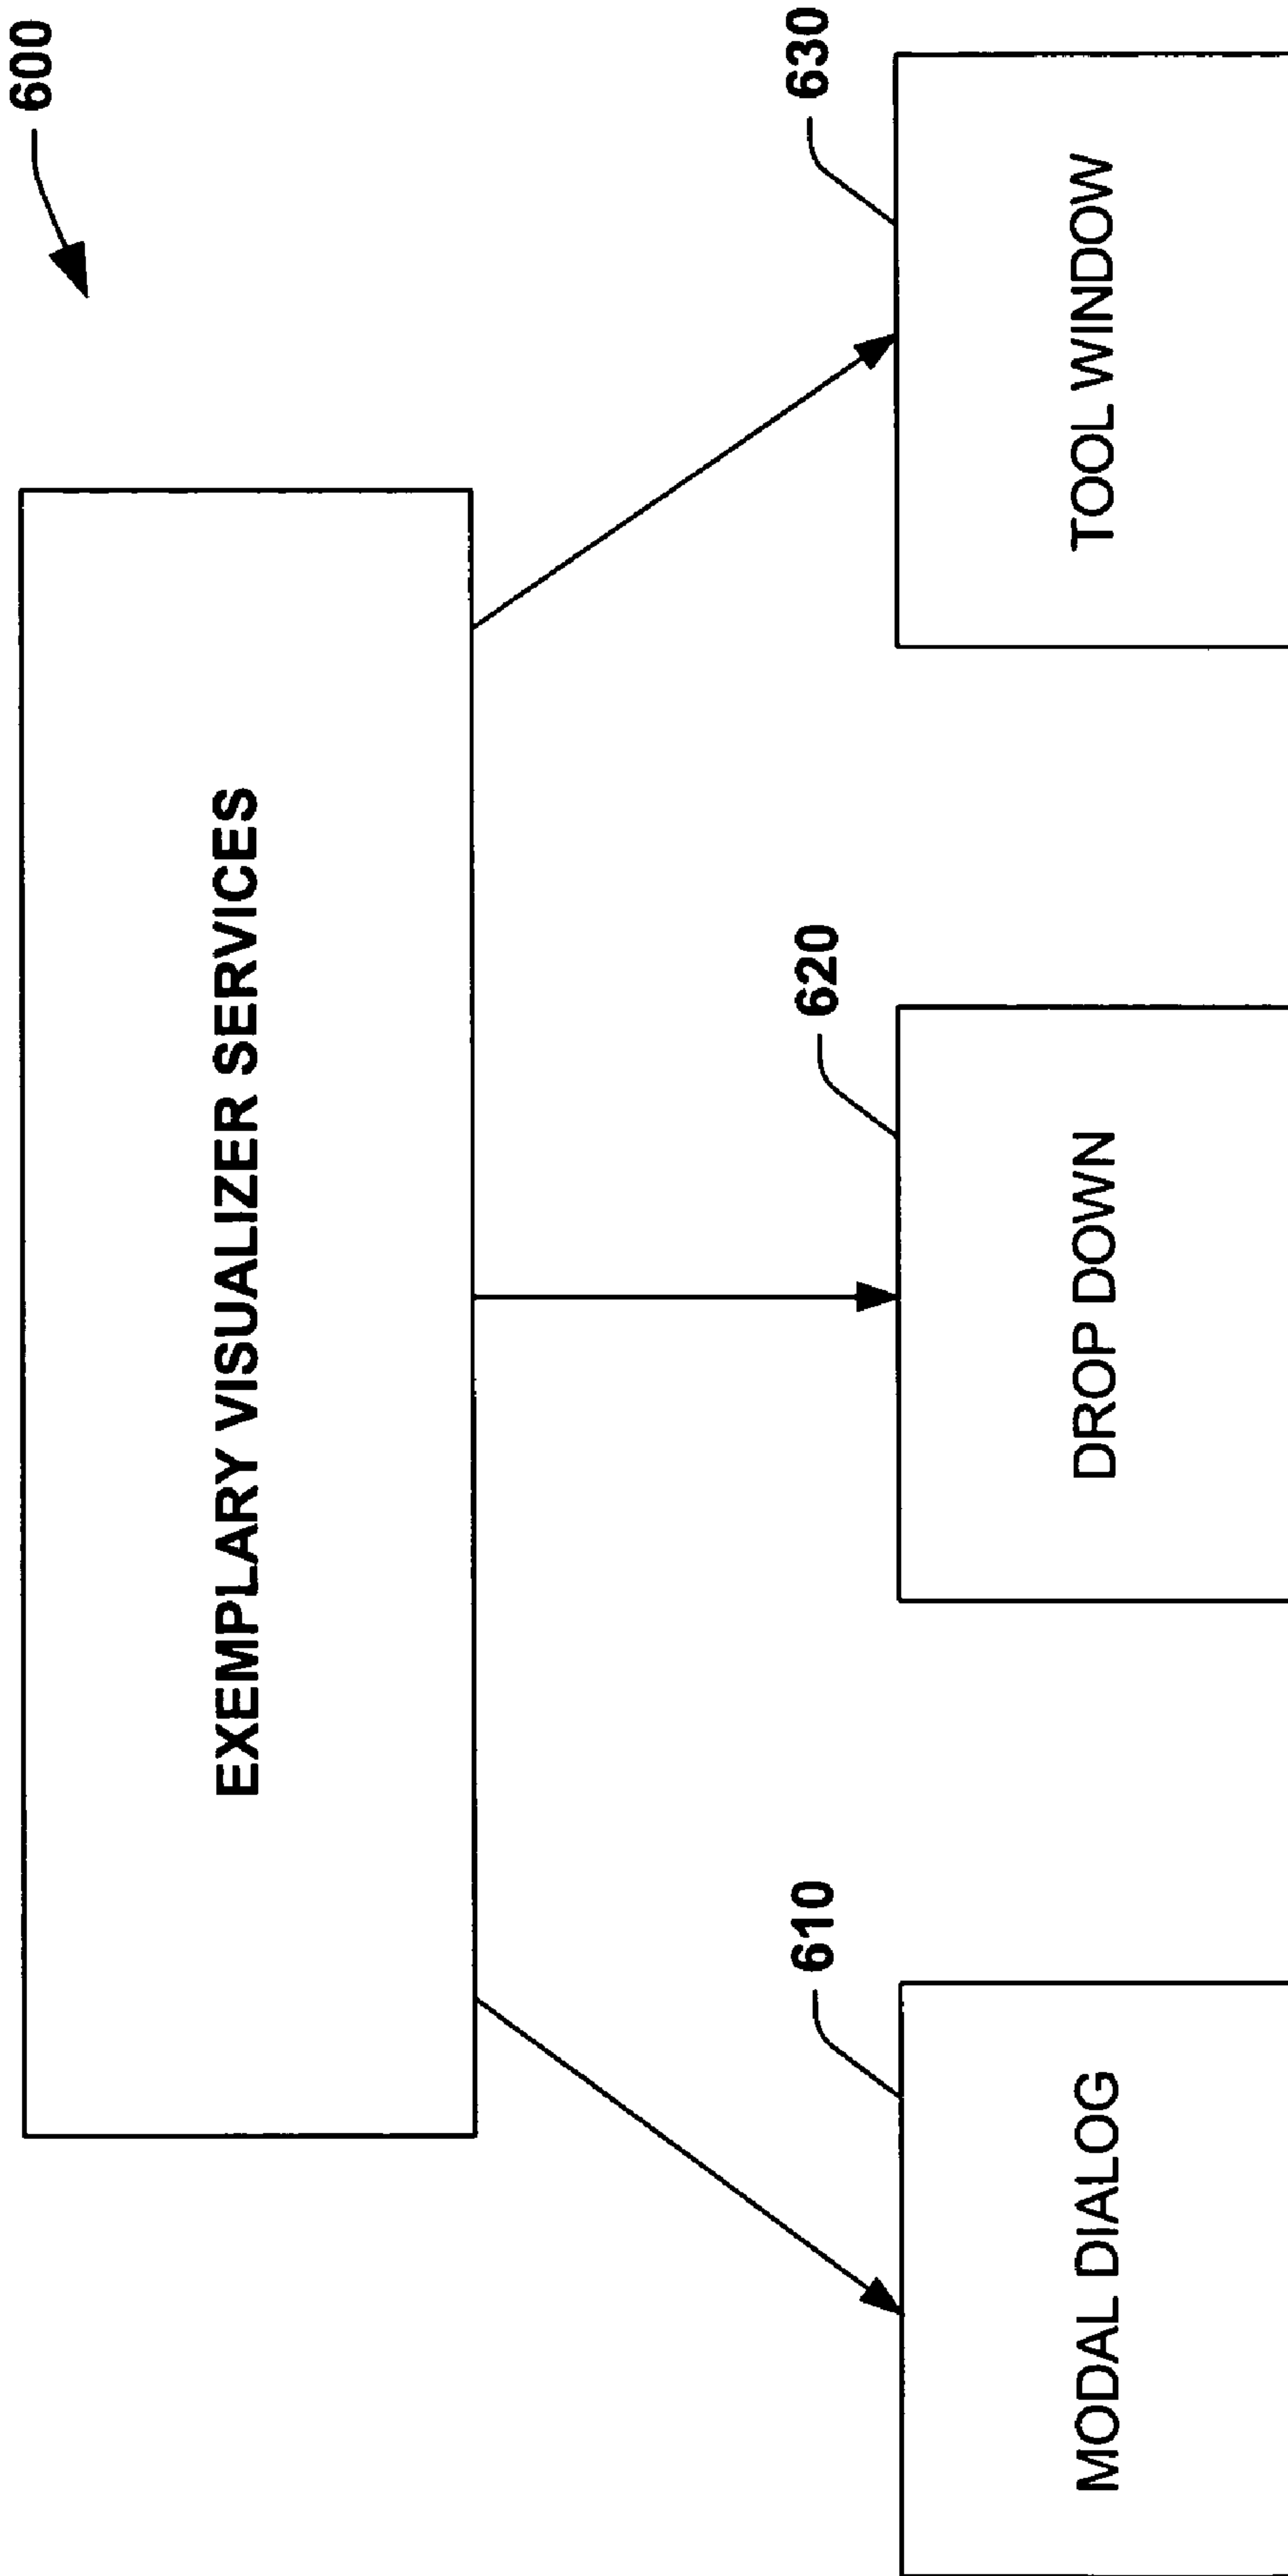 600
EXEMPLARY VISUALIZER SERVICES
610
MODAL DIALOG
620
DROP DOWN
630
TOOL WINDOW